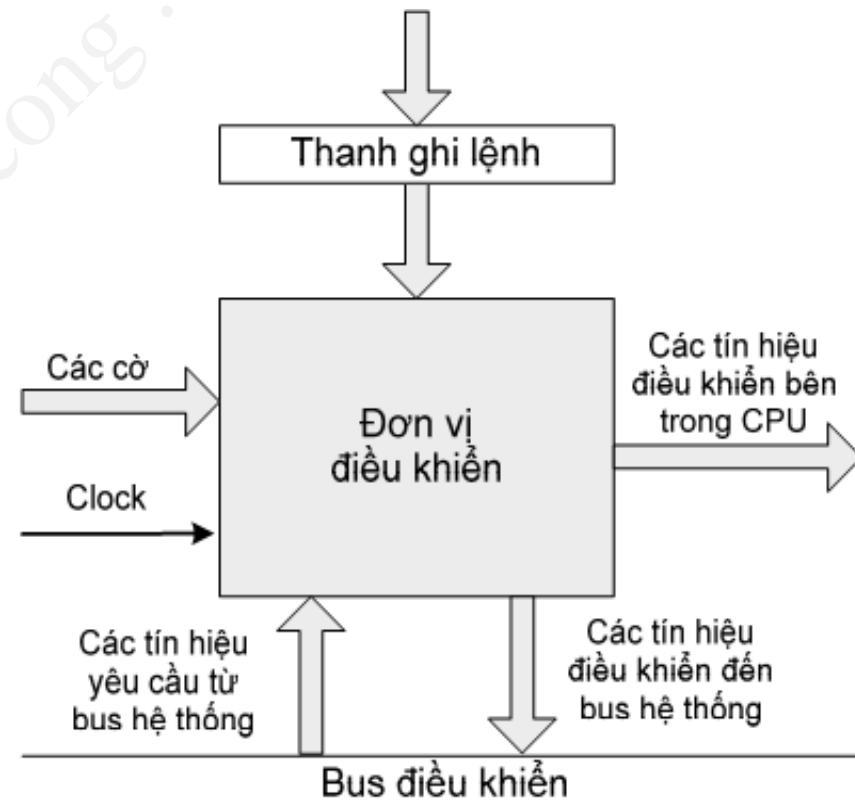 cong .
Thanh ghi lệnh
Các cờ
Clock
Đơn vị
điều khiển
Các tín hiệu
điều khiển bên
trong CPU
Các tín hiệu
yêu cầu từ
bus hệ thống
Các tín hiệu
điều khiển đến
bus hệ thống
Bus điều khiển